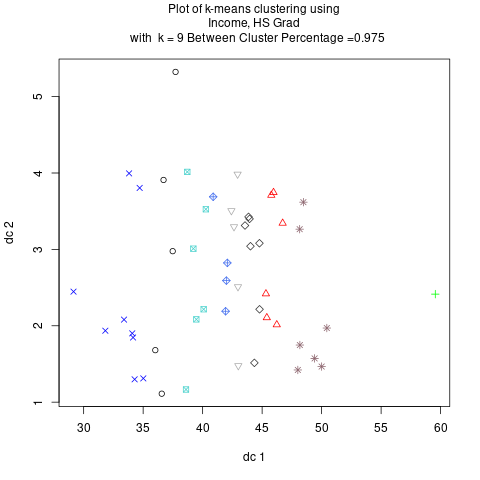 Plot of k-means clustering using
Income, HS Grad
with k = 9 Between Cluster Percentage =0.975
5
4
3
2
1
dc 2
30 35 40 45 50 55 60
dc 1